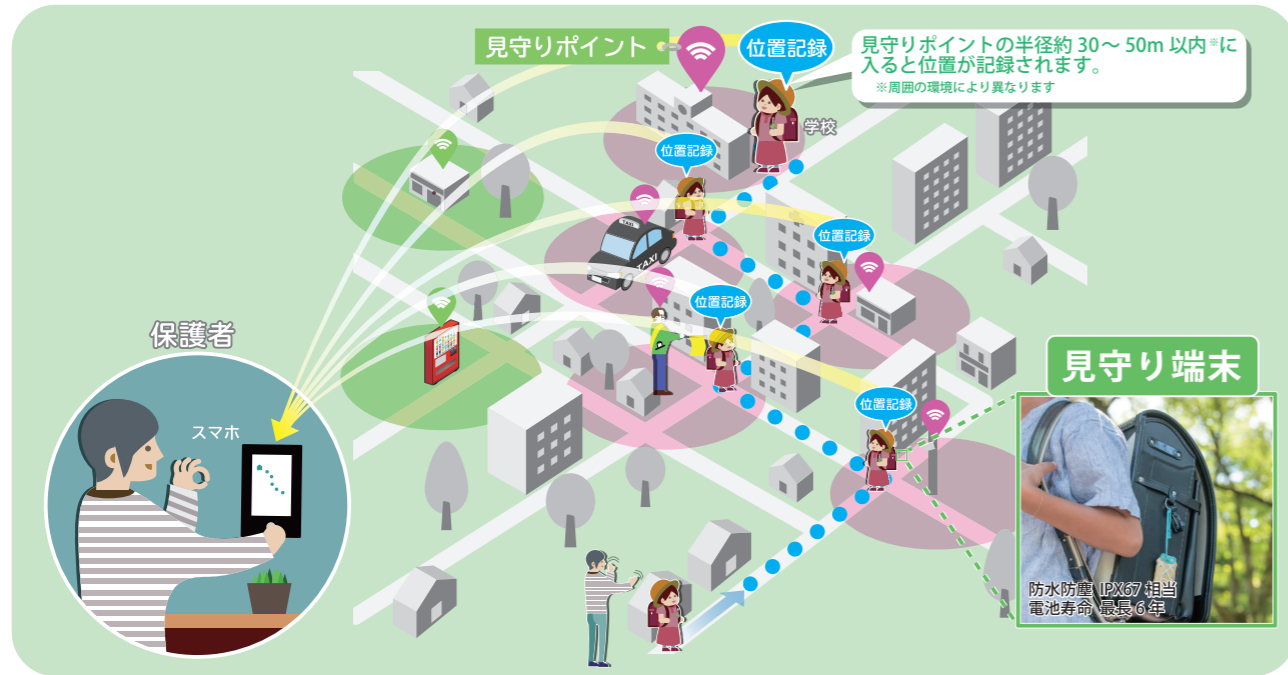 見守りポイント
位置記録
見守りポイントの半径約 30〜 50m 以内※に
入ると位置が記録されます。
※周囲の環境により異なります
学校
位置記録
TAXI
TAXI
位置記録
位置記録
保護者
スマホ
見守り端末
位置記録
防水防塵 IPX67 相当
電池寿命 最長 6 年